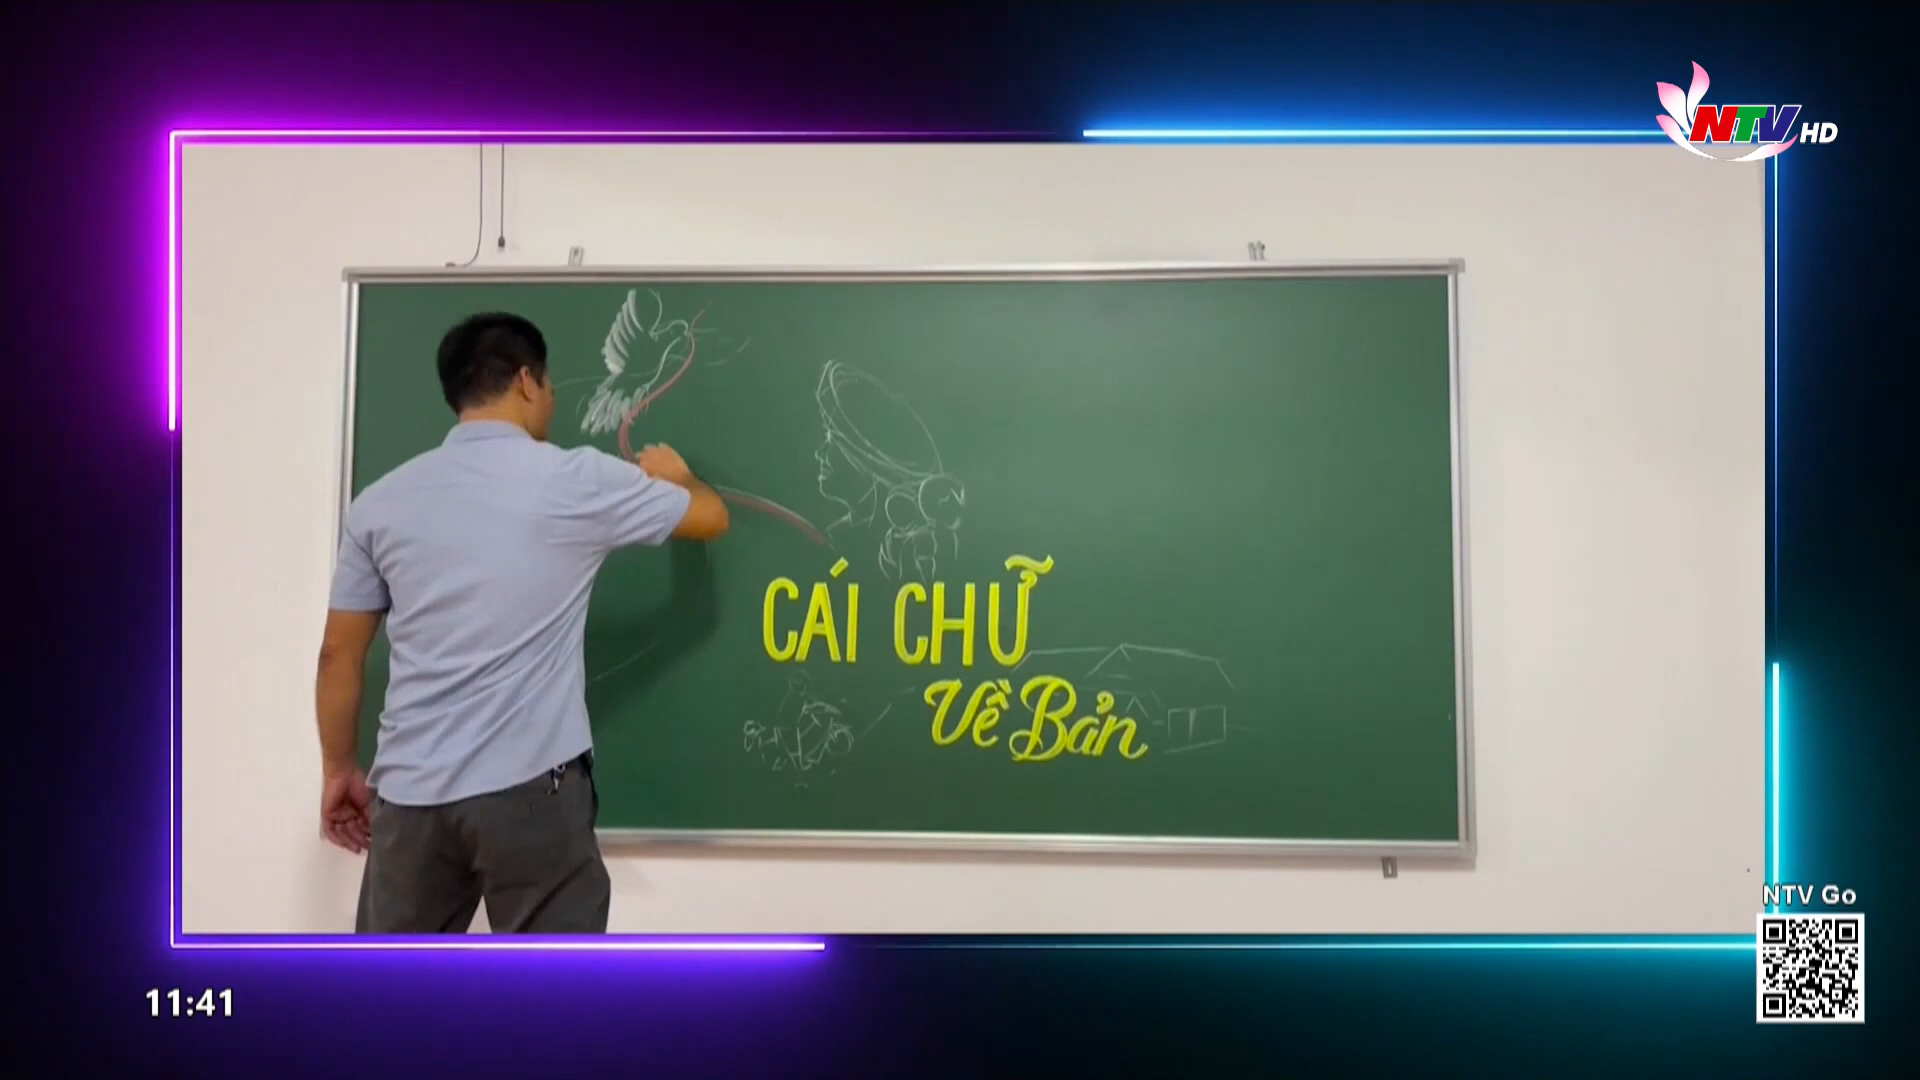 NTV HD
CÁI CHỮ
Về Bản
NTV Go
11:41